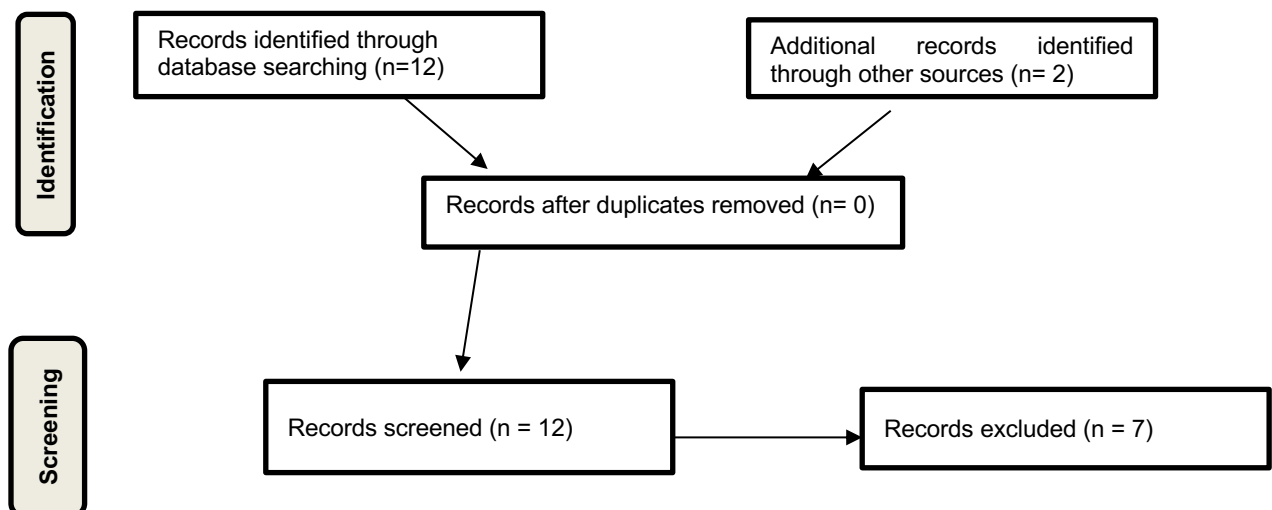 Identification
Records identified through
database searching (n=12)
Additional records identified
through other sources (n= 2)
Records after duplicates removed (n= 0)
Screening
Records screened (n = 12)
Records excluded (n = 7)